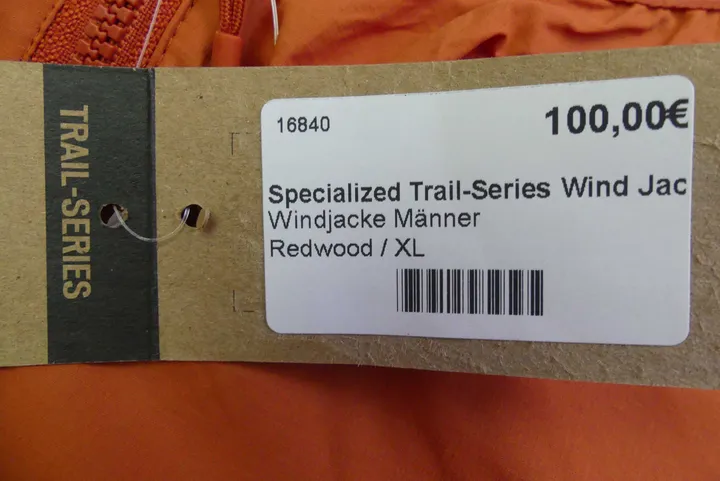 TRAIL-SERIES
16840
100,00€
Specialized Trail-Series Wind Jac
Windjacke Männer
Redwood / XL